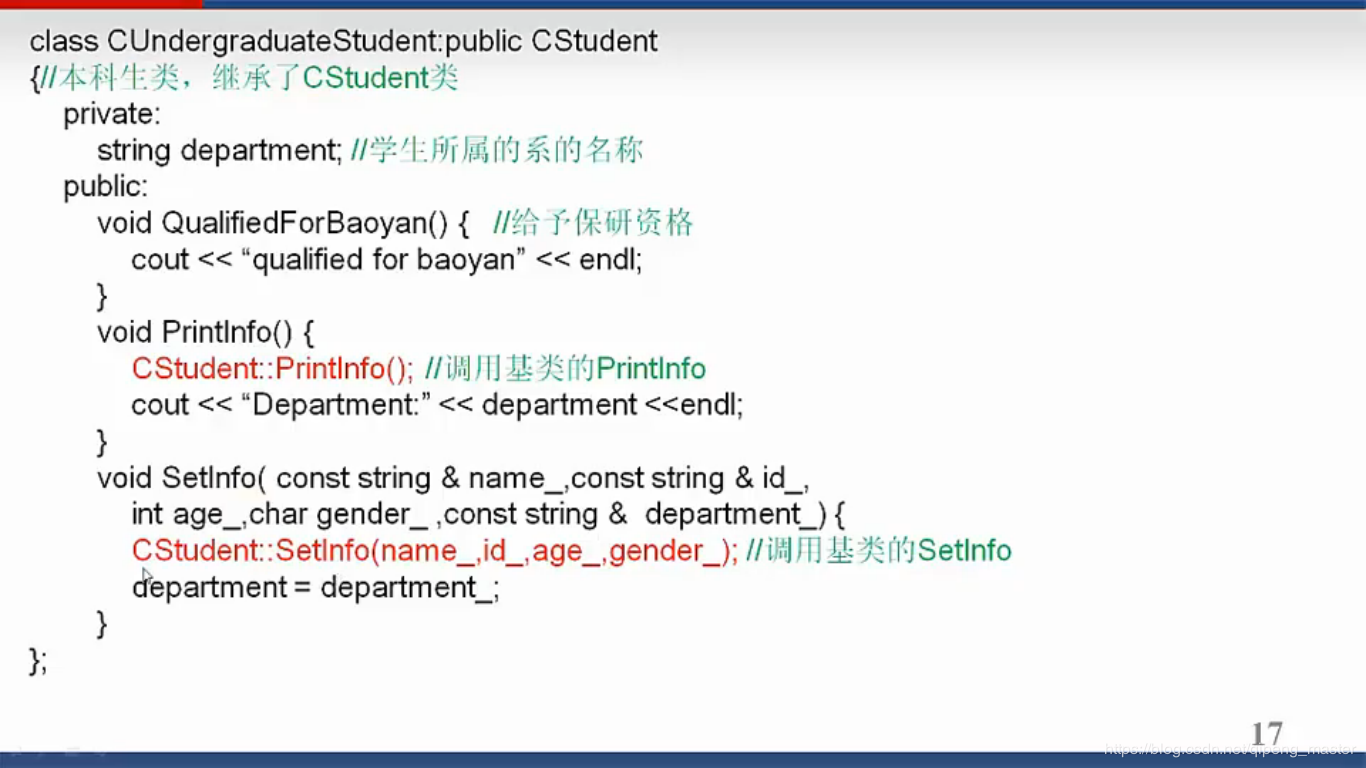 class CUndergraduateStudent:public CStudent
{//本科生类，继承了CStudent类
private:
string department; //学生所属的系的名称
public:
void QualifiedForBaoyan() { //给予保研资格
cout << “qualified for baoyan” << endl;
}
void PrintInfo() {
CStudent::PrintInfo(); //调用基类的PrintInfo
cout << “Department:” << department <<endl;
}
void SetInfo( const string & name_,const string & id_,
int age_,char gender_ ,const string & department_) {
CStudent::SetInfo(name_,id_,age_,gender_); //调用基类的SetInfo
department = department_;
}
};
17
https://blog.csdn.net/qipeng_master